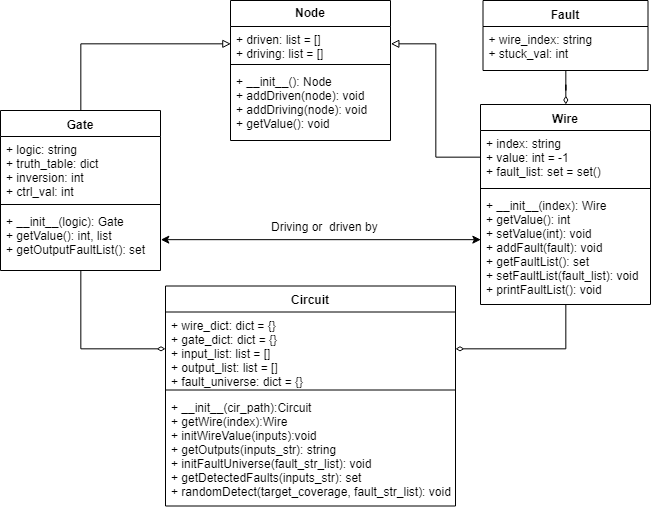 Node
+ driven: list = []
+ driving: list = []
+ __init__(): Node
+ addDriven(node): void
+ addDriving(node): void
+ getValue(): void
Fault
+ wire_index: string
+ stuck_val: int
Gate
+ logic: string
+ truth_table: dict
+ inversion: int
+ ctrl_val: int
+ __init__(logic): Gate
+ getValue(): int, list
+ getOutputFaultList(): set
Driving or driven by
Wire
+ index: string
+ value: int = -1
+ fault_list: set = set()
+ __init__(index): Wire
+ getValue(): int
+ setValue(int): void
+ addFault(fault): void
+ getFaultList(): set
+ setFaultList(fault_list): void
+ printFaultList(): void
Circuit
+ wire_dict: dict = {}
+ gate_dict: dict = {}
+ input_list: list = []
+ output_list: list = []
+ fault_universe: dict = {}
+ __init__(cir_path):Circuit
+ getWire(index):Wire
+ initWireValue(inputs):void
+ getOutputs(inputs_str): string
+ initFaultUniverse(fault_str_list): void
+ getDetectedFaults(inputs_str): set
+ randomDetect(target_coverage, fault_str_list): void